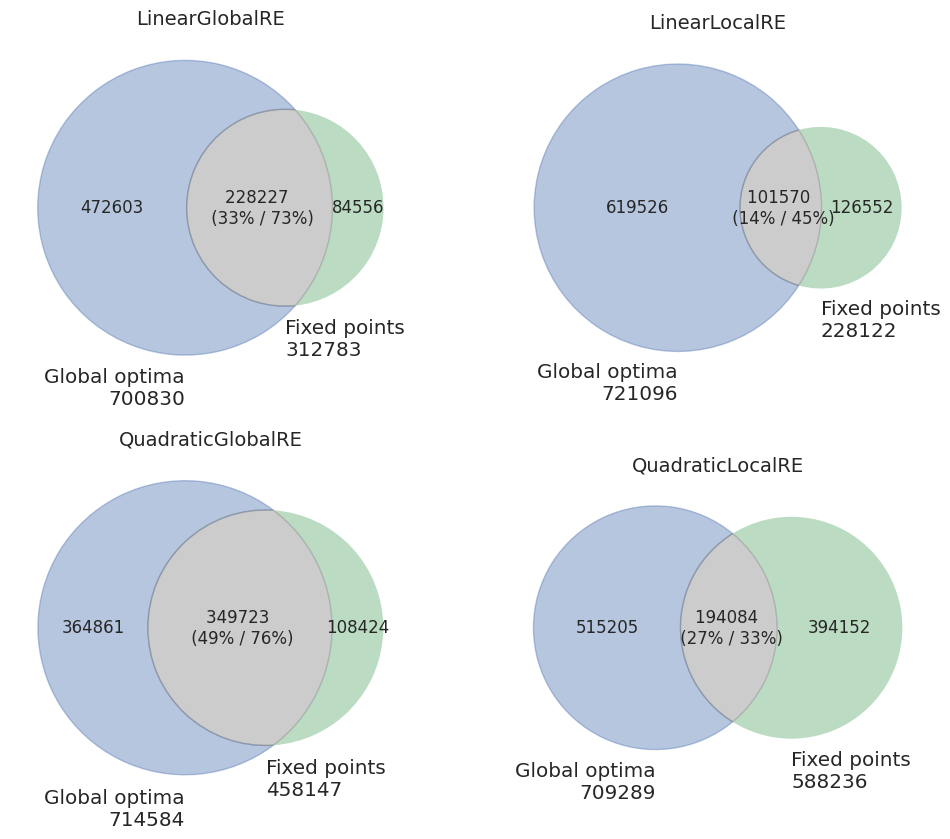 LinearGlobalRE
472603
228227
(33% / 73%)
84556
Fixed points
312783
Global optima
700830
LinearLocalRE
619526
101570
(14% / 45%)
126552
Fixed points
228122
Global optima
721096
QuadraticGlobalRE
364861
349723
(49% / 76%)
108424
Fixed points
458147
Global optima
714584
QuadraticLocalRE
515205
194084
(27% / 33%)
394152
Fixed points
588236
Global optima
709289